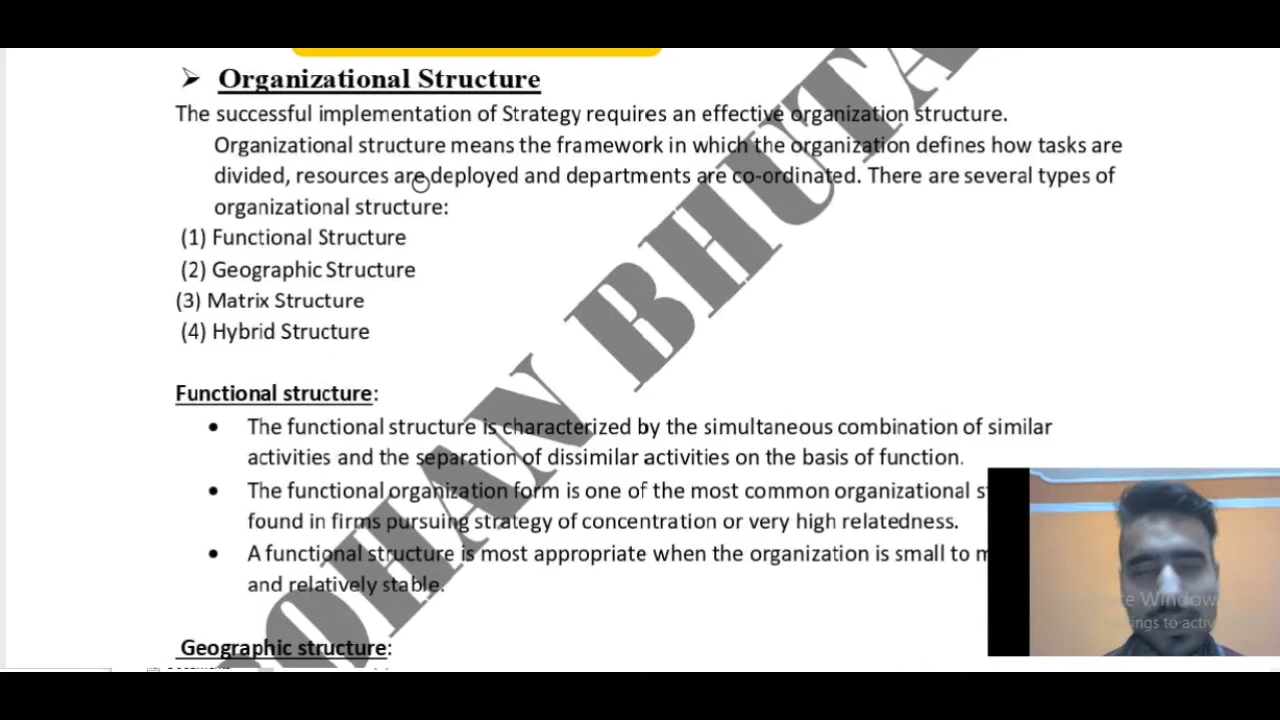 ➢ Organizational Structure
The successful implementation of Strategy requires an effective organization structure.
Organizational structure means the framework in which the organization defines how tasks are
divided, resources are deployed and departments are co-ordinated. There are several types of
organizational structure:
(1) Functional Structure
(2) Geographic Structure
(3) Matrix Structure
(4) Hybrid Structure
Functional structure:
• The functional structure is characterized by the simultaneous combination of similar
activities and the separation of dissimilar activities on the basis of function.
• The functional organization form is one of the most common organizational
found in firms pursuing strategy of concentration or very high relatedness.
• A functional structure is most appropriate when the organization is small to
and relatively stable.
Geographic structure:
OHAN BHUTA